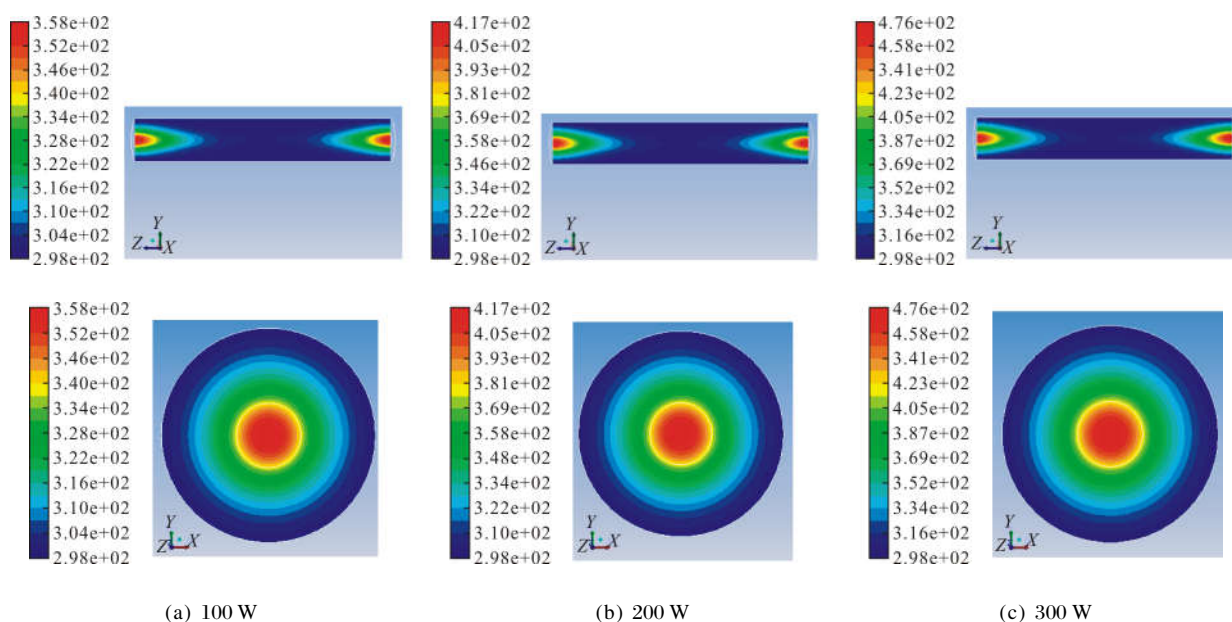 3.58e+02
3.52e+02
3.46e+02
3.40e+02
3.34e+02
3.28e+02
3.22e+02
3.16e+02
3.10e+02
3.04e+02
2.98e+02
Y
Z X
4.17e+02
4.05e+02
3.93e+02
3.80e+02
3.69e+02
3.56e+02
3.46e+02
3.34e+02
3.22e+02
3.10e+02
2.98e+02
Y
Z X
4.76e+02
4.58e+02
3.41e+02
4.23e+02
4.05e+02
3.87e+02
3.69e+02
3.52e+02
3.34e+02
3.16e+02
2.98e+02
Y
Z X
3.58e+02
3.52e+02
3.46e+02
3.40e+02
3.34e+02
3.28e+02
3.22e+02
3.16e+02
3.10e+02
3.04e+02
2.98e+02
Y
Z X
4.17e+02
4.05e+02
3.93e+02
3.80e+02
3.69e+02
3.56e+02
3.46e+02
3.34e+02
3.22e+02
3.10e+02
2.98e+02
Y
Z X
4.76e+02
4.58e+02
3.41e+02
4.23e+02
4.05e+02
3.87e+02
3.69e+02
3.52e+02
3.34e+02
3.16e+02
2.98e+02
Y
Z X
(a) 100 W
(b) 200 W
(c) 300 W